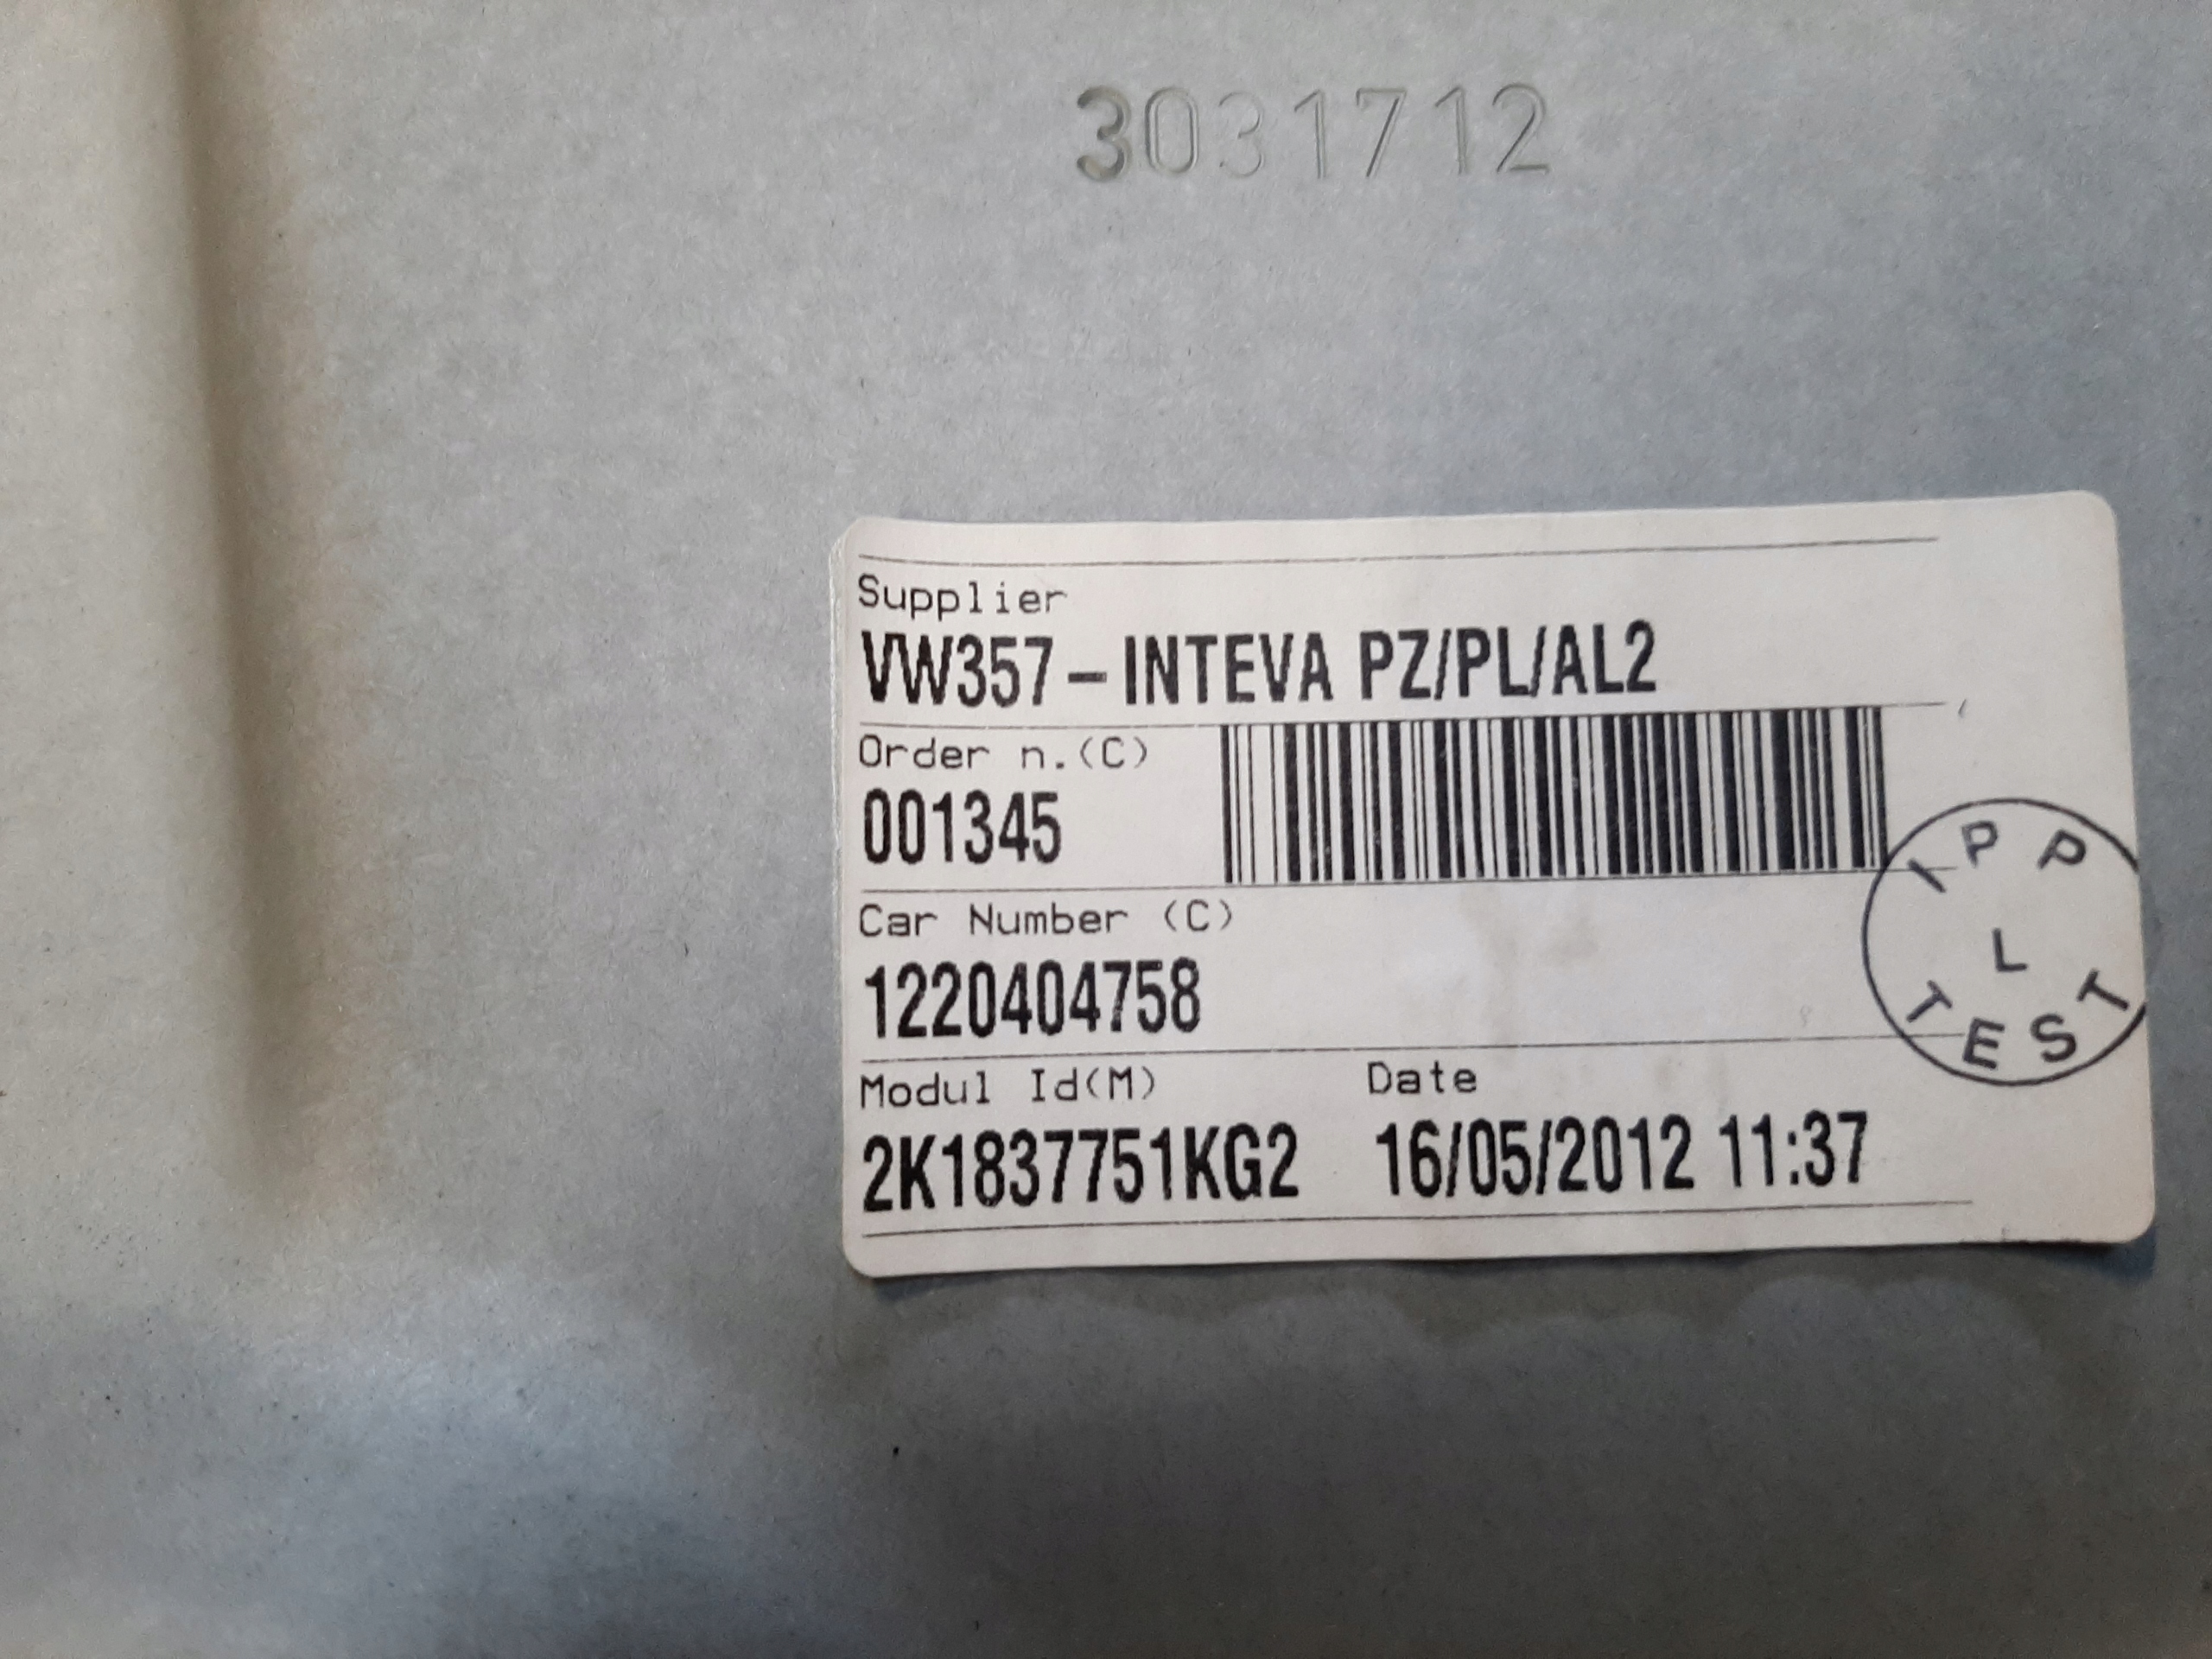 3031712
Supplier
VW357-INTEVA PZ/PL/AL2
Order n.(C)
001345
Car Number (C)
1220404758
Modul Id(M) Date
2K1837751KG2 16/05/2012 11:37
IPP
L
TEST